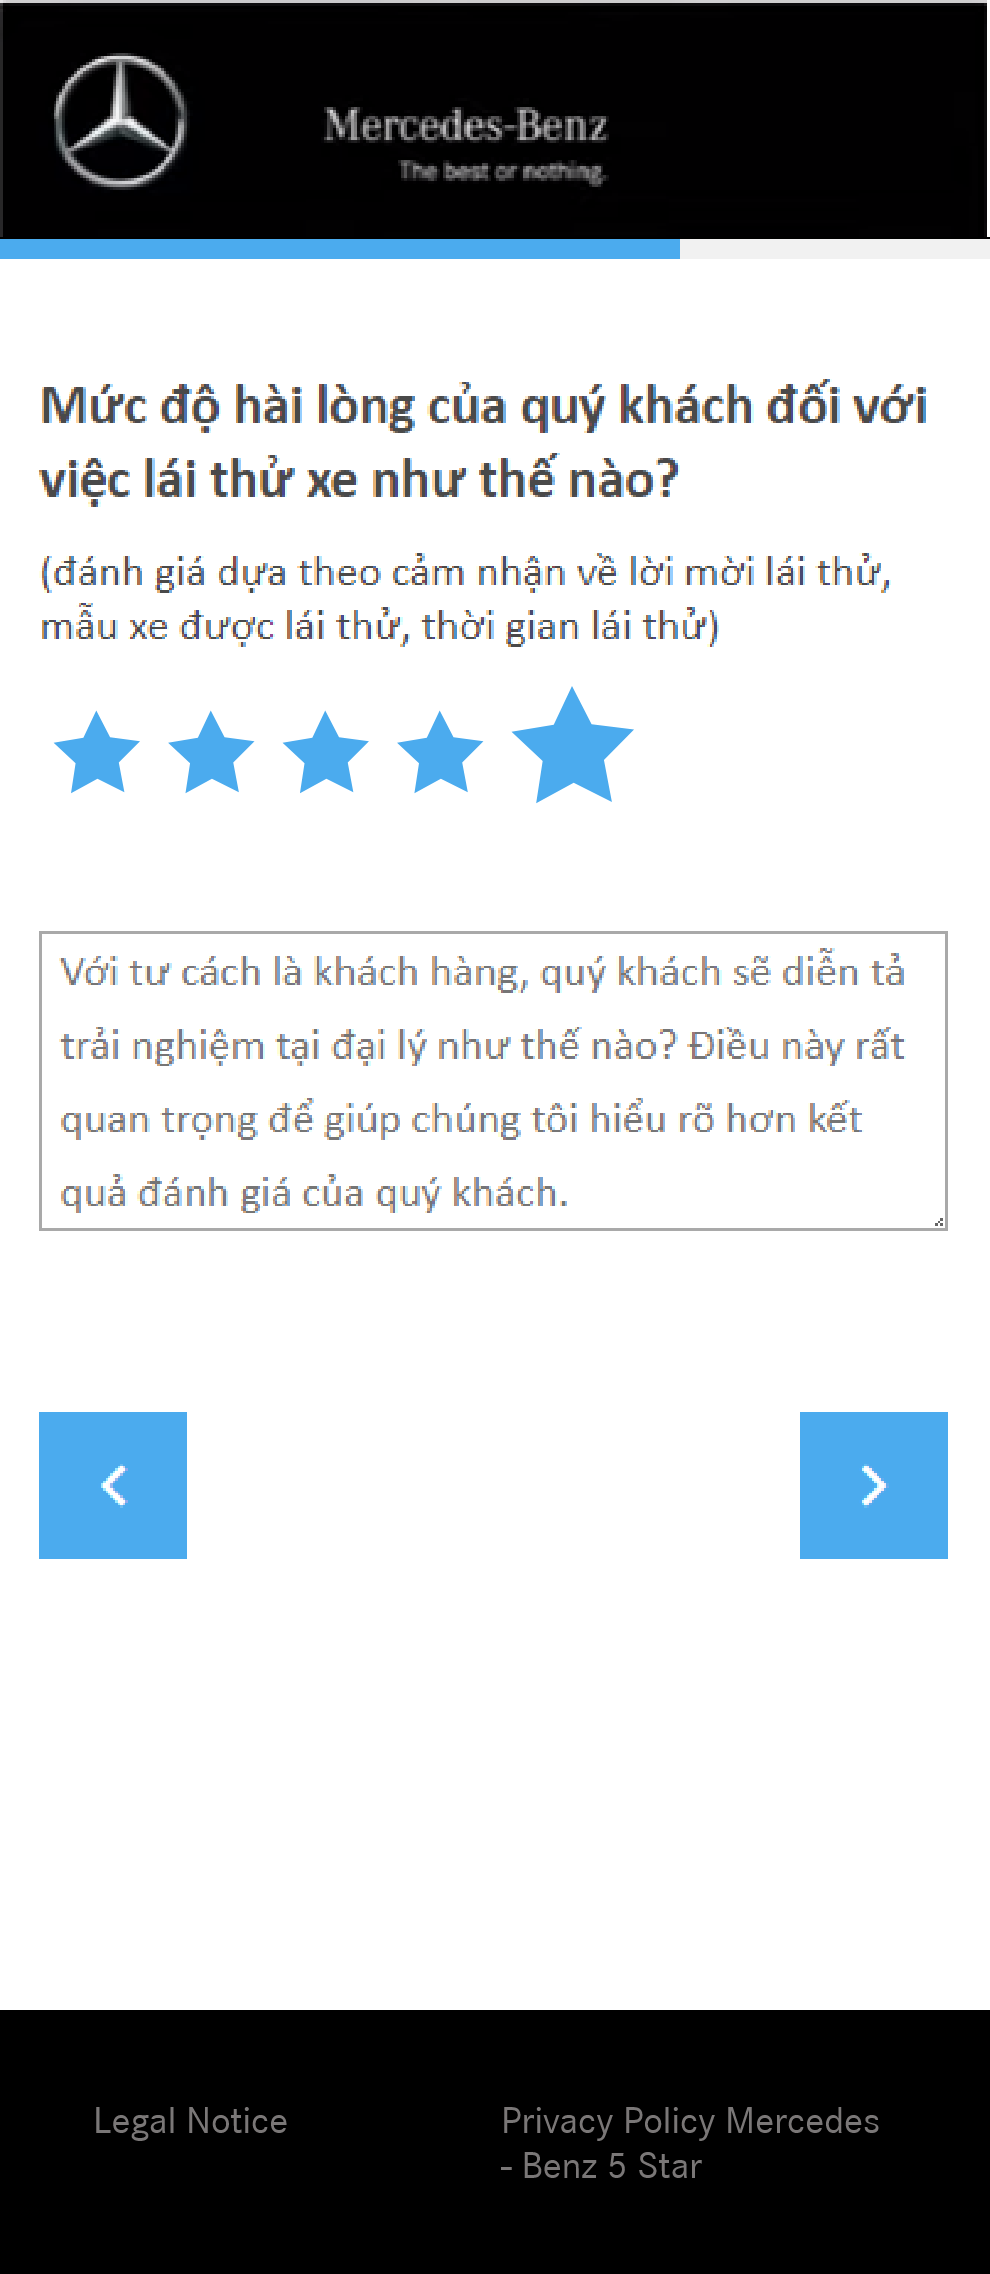 Mercedes-Benz
The best or nothing.
Mức độ hài lòng của quý khách đối với
việc lái thử xe như thế nào?
(đánh giá dựa theo cảm nhận về lời mời lái thử,
mẫu xe được lái thử, thời gian lái thử)
Với tư cách là khách hàng, quý khách sẽ diễn tả
trải nghiệm tại đại lý như thế nào? Điều này rất
quan trọng để giúp chúng tôi hiểu rõ hơn kết
quả đánh giá của quý khách.
Legal Notice
Privacy Policy Mercedes
- Benz 5 Star